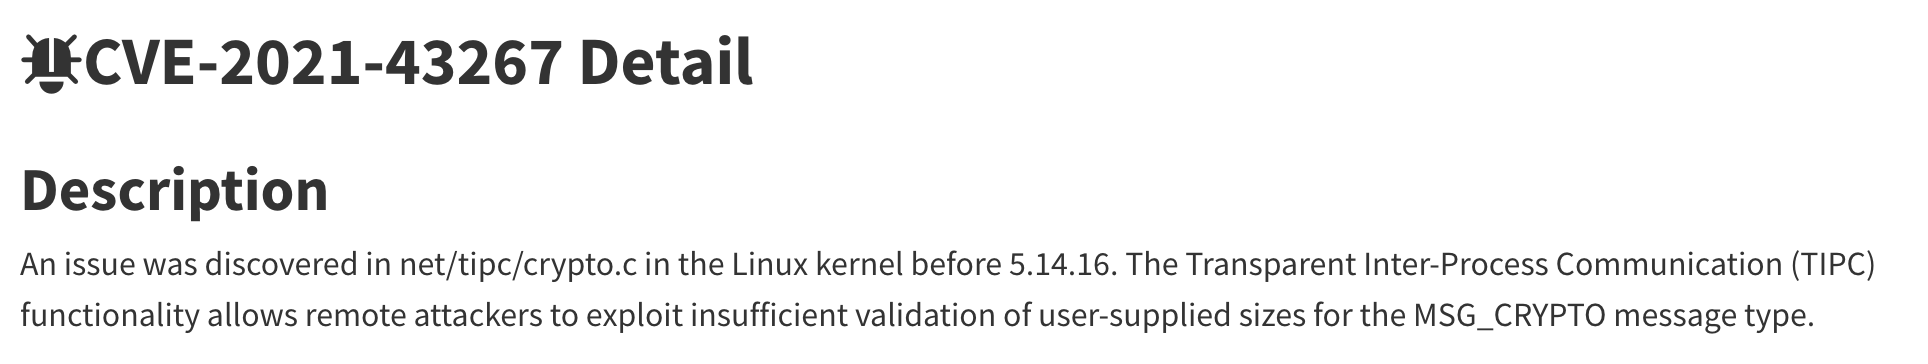 CVE-2021-43267 Detail
Description
An issue was discovered in net/tipc/crypto.c in the Linux kernel before 5.14.16. The Transparent Inter-Process Communication (TIPC)
functionality allows remote attackers to exploit insufficient validation of user-supplied sizes for the MSG_CRYPTO message type.